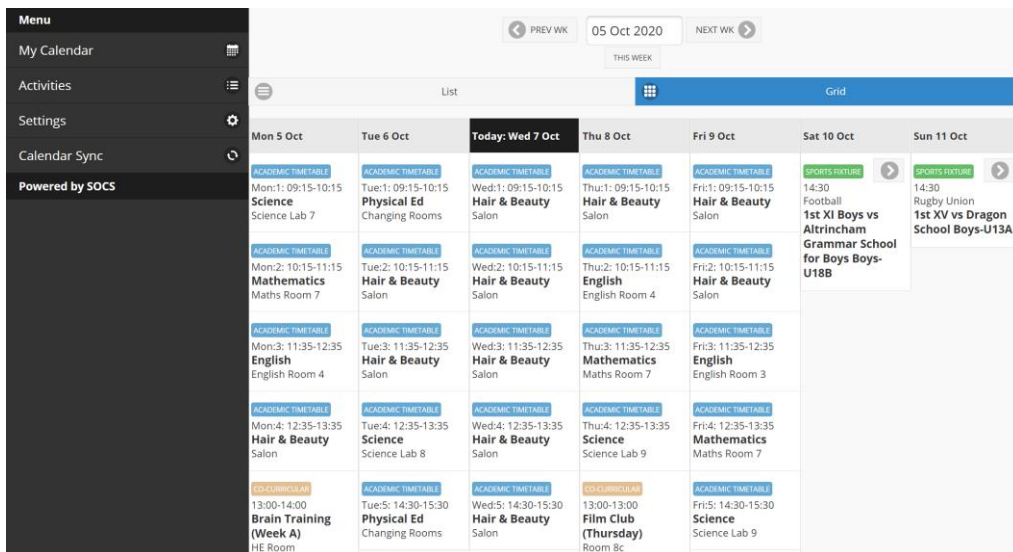 Menu
My Calendar
Activities
Settings
Calendar Sync
Powered by SOCS
PREV WK
05 Oct 2020
NEXT WK
THIS WEEK
List
Grid
Mon 5 Oct
ACADEMIC TIMETABLE
Mon:1: 09:15-10:15
Science
Science Lab 7
ACADEMIC TIMETABLE
Mon:2: 10:15-11:15
Mathematics
Maths Room 7
ACADEMIC TIMETABLE
Mon:3: 11:35-12:35
English
English Room 4
ACADEMIC TIMETABLE
Mon:4: 12:35-13:35
Hair & Beauty
Salon
CO-CURRICULAR
13:00-14:00
Brain Training
(Week A)
HE Room
Tue 6 Oct
ACADEMIC TIMETABLE
Tue:1: 09:15-10:15
Physical Ed
Changing Rooms
ACADEMIC TIMETABLE
Tue:2: 10:15-11:15
Hair & Beauty
Salon
ACADEMIC TIMETABLE
Tue:3: 11:35-12:35
Hair & Beauty
Salon
ACADEMIC TIMETABLE
Tue:4: 12:35-13:35
Science
Science Lab 8
ACADEMIC TIMETABLE
Tue:5: 14:30-15:30
Physical Ed
Changing Rooms
Today: Wed 7 Oct
ACADEMIC TIMETABLE
Wed:1: 09:15-10:15
Hair & Beauty
Salon
ACADEMIC TIMETABLE
Wed:2: 10:15-11:15
Hair & Beauty
Salon
ACADEMIC TIMETABLE
Wed:3: 11:35-12:35
Hair & Beauty
Salon
ACADEMIC TIMETABLE
Wed:4: 12:35-13:35
Hair & Beauty
Salon
ACADEMIC TIMETABLE
Wed:5: 14:30-15:30
Hair & Beauty
Salon
Thu 8 Oct
ACADEMIC TIMETABLE
Thu:1: 09:15-10:15
Hair & Beauty
Salon
ACADEMIC TIMETABLE
Thu:2: 10:15-11:15
English
English Room 4
ACADEMIC TIMETABLE
Thu:3: 11:35-12:35
Mathematics
Maths Room 7
ACADEMIC TIMETABLE
Thu:4: 12:35-13:35
Science
Science Lab 9
CO-CURRICULAR
13:00-13:00
Film Club
(Thursday)
Room 8c
Fri 9 Oct
ACADEMIC TIMETABLE
Fri:1: 09:15-10:15
Hair & Beauty
Salon
ACADEMIC TIMETABLE
Fri:2: 10:15-11:15
Hair & Beauty
Salon
ACADEMIC TIMETABLE
Fri:3: 11:35-12:35
English
English Room 3
ACADEMIC TIMETABLE
Fri:4: 12:35-13:35
Mathematics
Maths Room 7
ACADEMIC TIMETABLE
Fri:5: 14:30-15:30
Science
Science Lab 9
Sat 10 Oct
SPORTS FIXTURE
14:30
Football
1st XI Boys vs
Altrincham
Grammar School
for Boys Boys-
U18B
Sun 11 Oct
SPORTS FIXTURE
14:30
Rugby Union
1st XV vs Dragon
School Boys-U13A